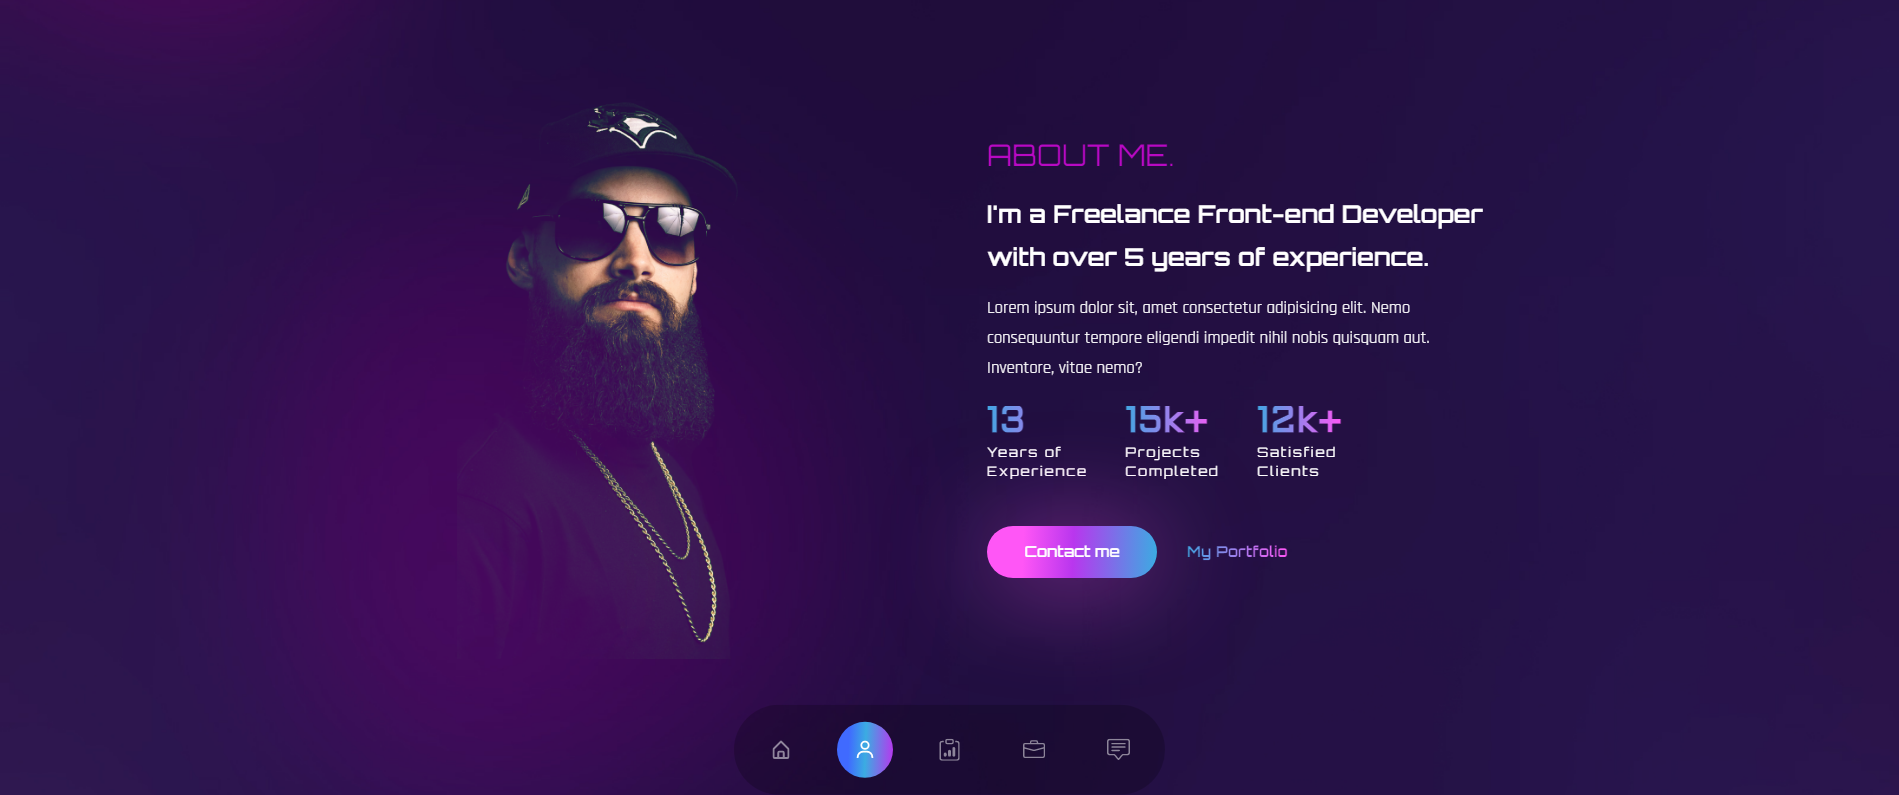 ABOUT ME.
I'm a Freelance Front-end Developer
with over 5 years of experience.
Lorem ipsum dolor sit, amet consectetur adipisicing elit. Nemo
consequuntur tempore eligendi impedit nihil nobis quisquam aut.
Inventore, vitae nemo?
13
Years of
Experience
15k+
Projects
Completed
12k+
Satisfied
Clients
Contact me
My Portfolio